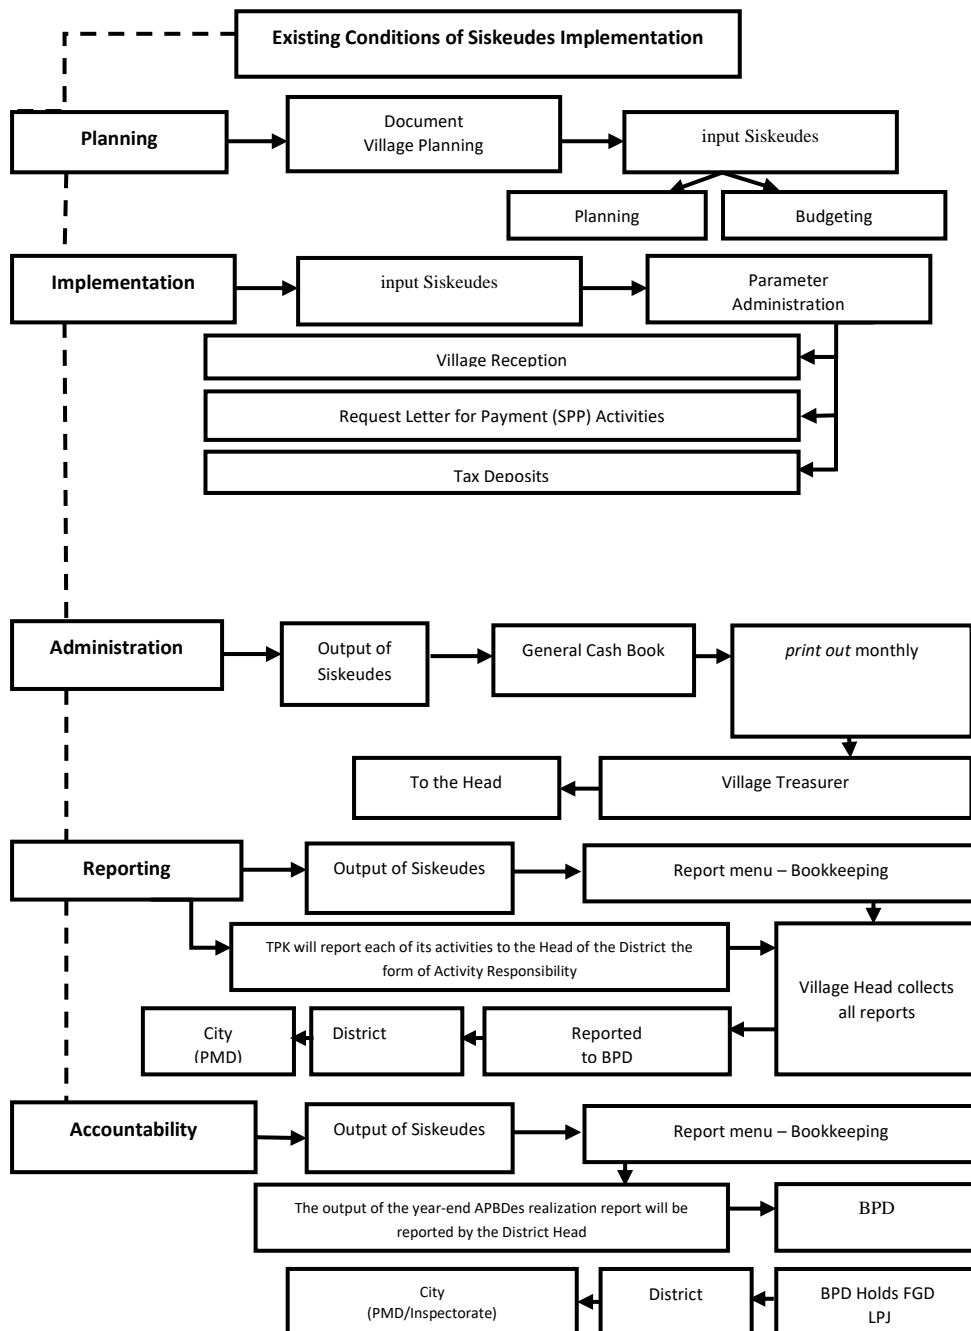 Existing Conditions of Siskeudes Implementation
Planning
Document
Village Planning
input Siskeudes
Planning
Budgeting
Implementation
input Siskeudes
Parameter
Administration
Village Reception
Request Letter for Payment (SPP) Activities
Tax Deposits
Administration
Output of
Siskeudes
General Cash Book
print out monthly
To the Head
Village Treasurer
Reporting
Output of Siskeudes
Report menu – Bookkeeping
TPK will report each of its activities to the Head of the District the
form of Activity Responsibility
Village Head collects
all reports
City
(PMD)
District
Reported
to BPD
Accountability
Output of Siskeudes
Report menu – Bookkeeping
The output of the year-end APBDes realization report will be
reported by the District Head
BPD
City
(PMD/Inspectorate)
District
BPD Holds FGD
LPJ